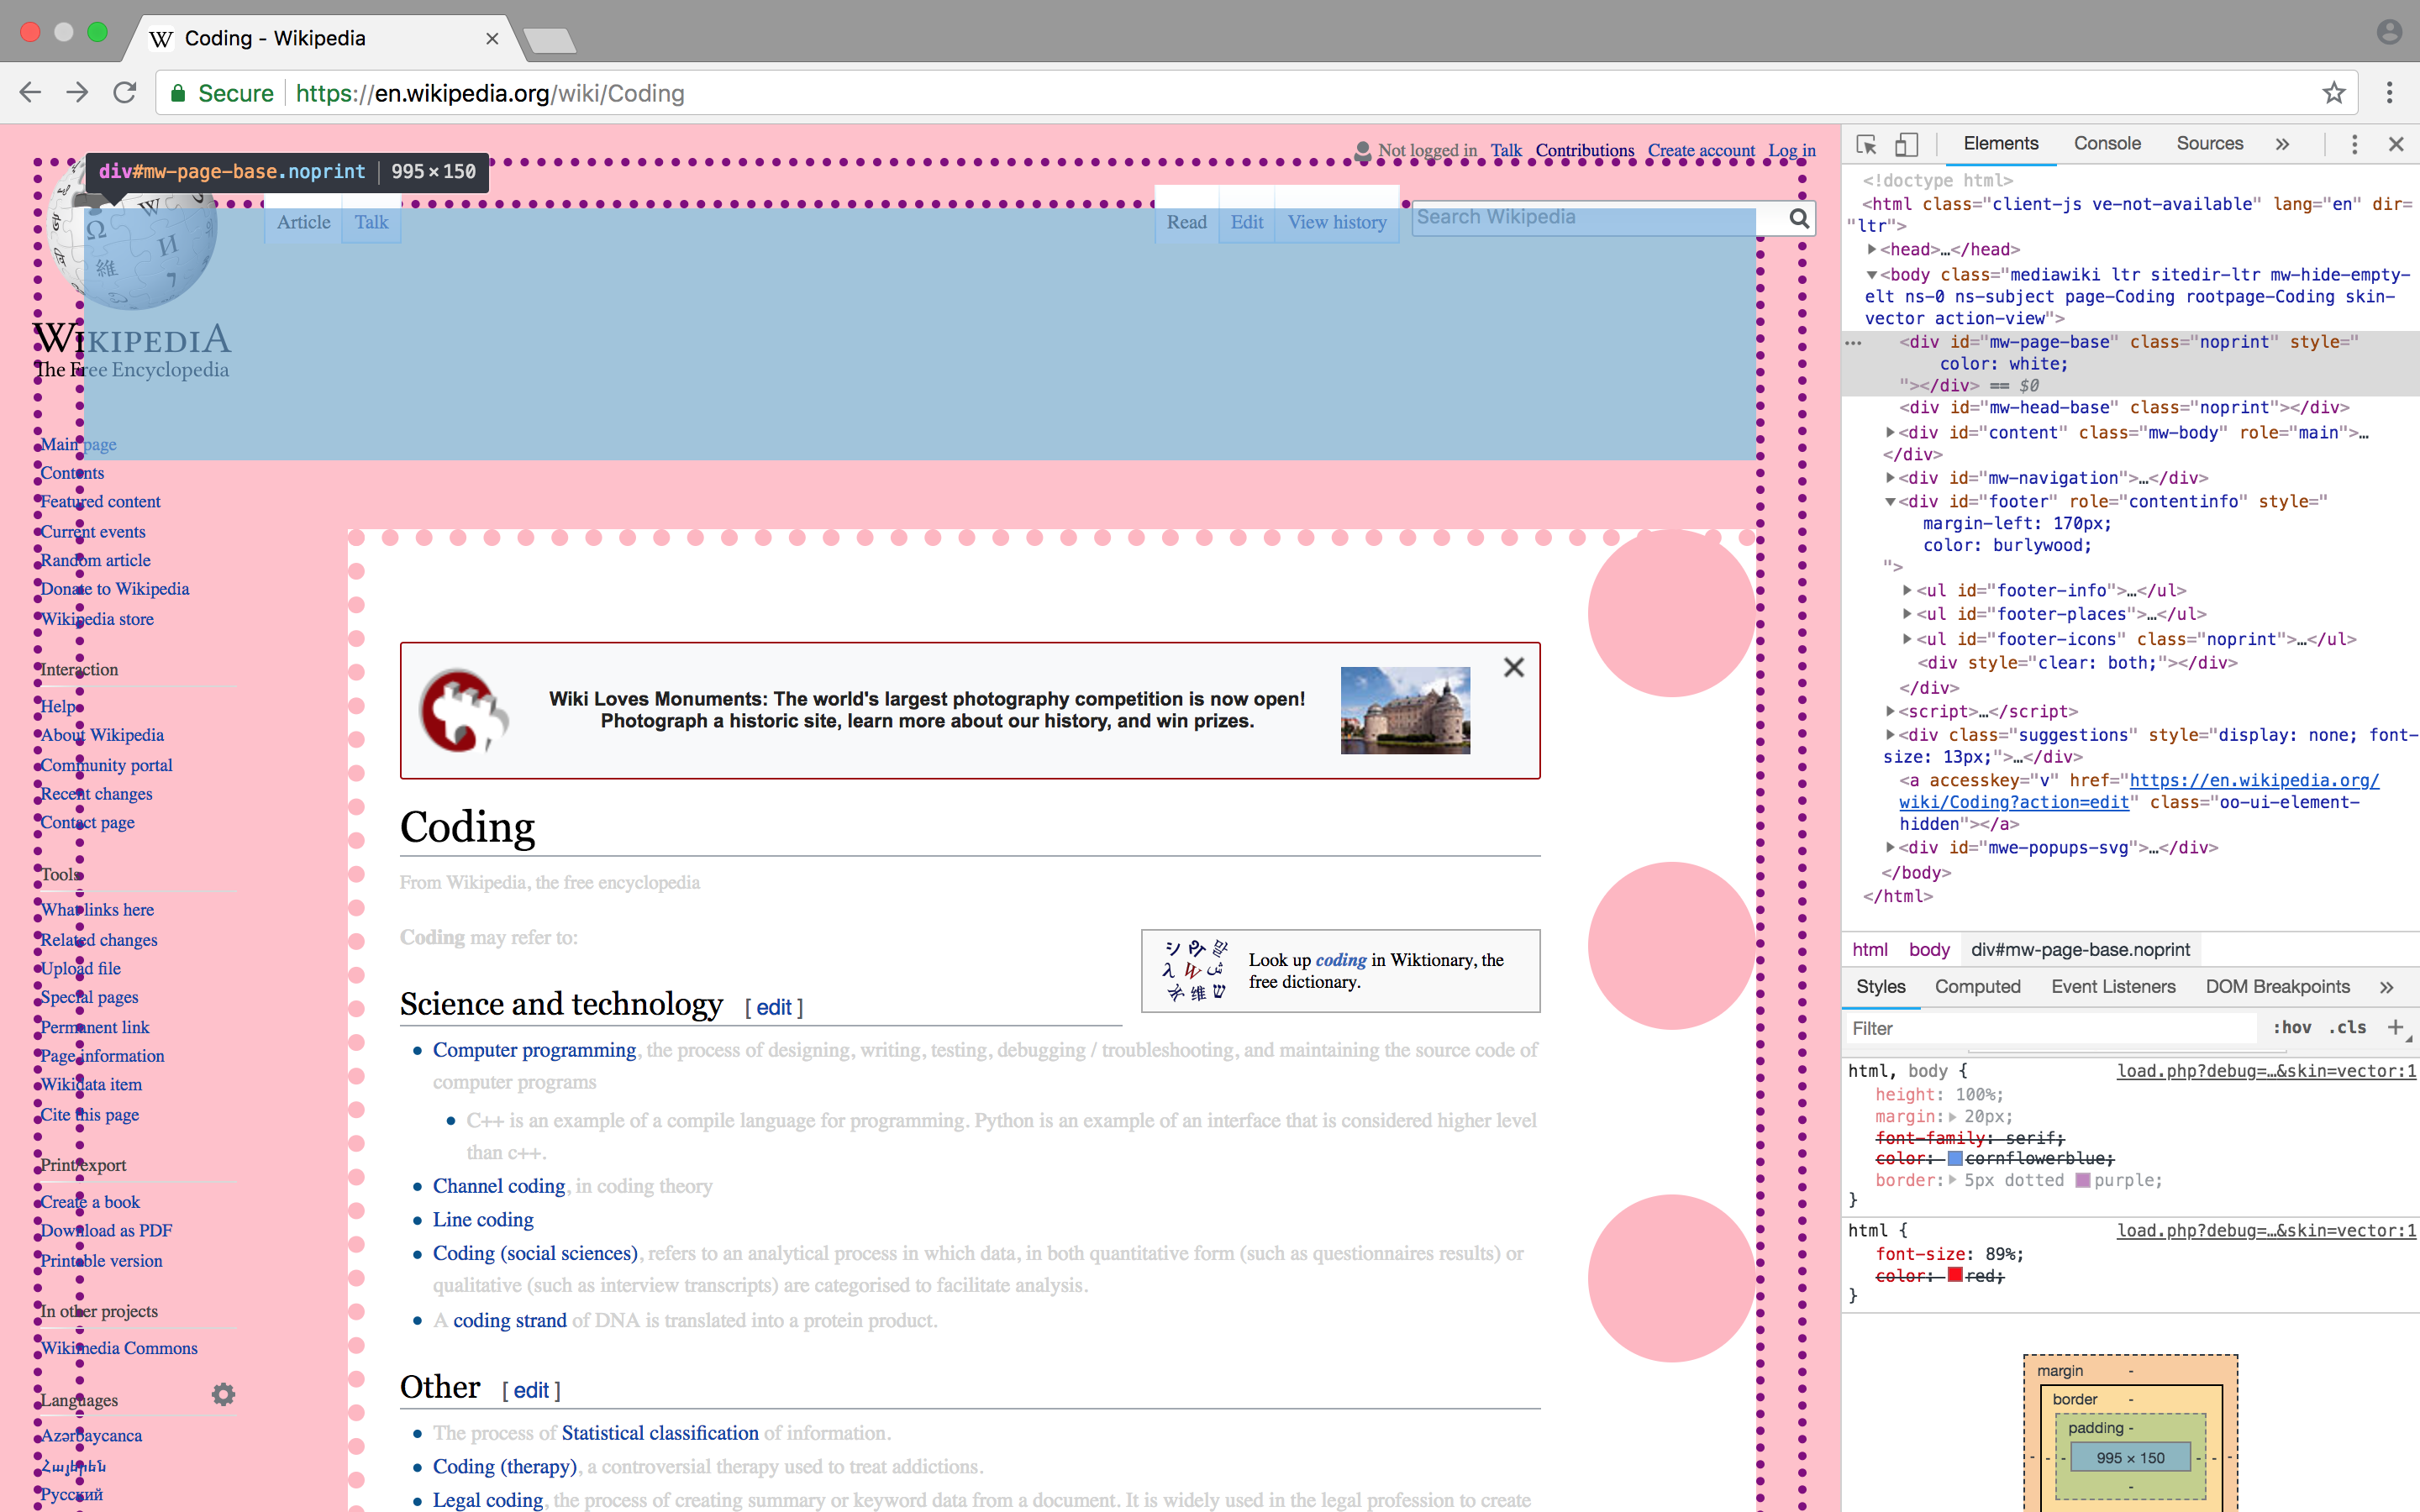 Coding - Wikipedia
Secure https://en.wikipedia.org/wiki/Coding
div#mw-page-base.noprint 995 × 150
Not logged in Talk Contributions Create account Log in
Article Talk Read Edit View history Search Wikipedia
WIKIPEDIA
The Free Encyclopedia
Main page
Contents
Featured content
Current events
Random article
Donate to Wikipedia
Wikipedia store
Interaction
Help
About Wikipedia
Community portal
Recent changes
Contact page
Tools
What links here
Related changes
Upload file
Special pages
Permanent link
Page information
Wikidata item
Cite this page
Print/export
Create a book
Download as PDF
Printable version
In other projects
Wikimedia Commons
Languages
Azərbaycanca
Հայերեն
Русский
Wiki Loves Monuments: The world's largest photography competition is now open!
Photograph a historic site, learn more about our history, and win prizes.
Coding
From Wikipedia, the free encyclopedia
Coding may refer to:
Look up coding in Wiktionary, the
free dictionary.
Science and technology [ edit ]
Computer programming, the process of designing, writing, testing, debugging / troubleshooting, and maintaining the source code of
computer programs
C++ is an example of a compile language for programming. Python is an example of an interface that is considered higher level
than c++.
Channel coding, in coding theory
Line coding
Coding (social sciences), refers to an analytical process in which data, in both quantitative form (such as questionnaires results) or
qualitative (such as interview transcripts) are categorised to facilitate analysis.
A coding strand of DNA is translated into a protein product.
Other [ edit ]
The process of Statistical classification of information.
Coding (therapy), a controversial therapy used to treat addictions.
Legal coding, the process of creating summary or keyword data from a document. It is widely used in the legal profession to create
Elements Console Sources »
<!doctype html>
<html class="client-js ve-not-available" lang="en" dir=
"ltr">
<head>…</head>
<body class="mediawiki ltr sitedir-ltr mw-hide-empty-
elt ns-0 ns-subject page-Coding rootpage-Coding skin-
vector action-view">
<div id="mw-page-base" class="noprint" style="
color: white;
"></div> == $0
<div id="mw-head-base" class="noprint"></div>
<div id="content" class="mw-body" role="main">…
</div>
<div id="mw-navigation">…</div>
<div id="footer" role="contentinfo" style="
margin-left: 170px;
color: burlywood;
">
<ul id="footer-info">…</ul>
<ul id="footer-places">…</ul>
<ul id="footer-icons" class="noprint">…</ul>
<div style="clear: both;"></div>
</div>
<script>…</script>
<div class="suggestions" style="display: none; font-
size: 13px;">…</div>
<a accesskey="v" href="https://en.wikipedia.org/
wiki/Coding?action=edit" class="oo-ui-element-
hidden"></a>
<div id="mwe-popups-svg">…</div>
</body>
</html>
html body div#mw-page-base.noprint
Styles Computed Event Listeners DOM Breakpoints »
Filter :hov .cls +
html, body { load.php?debug=…&skin=vector:1
height: 100%;
margin: 20px;
font-family: serif;
color: cornflowerblue;
border: 5px dotted purple;
}
html { load.php?debug=…&skin=vector:1
font-size: 89%;
color: red;
}
margin -
border -
padding -
- - - 995 × 150 - - -
-